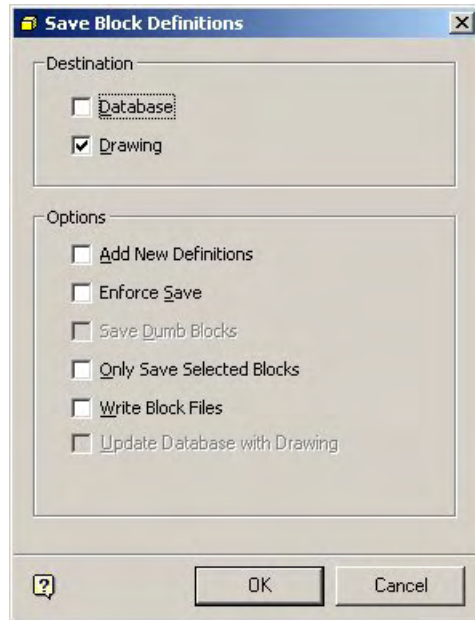 Save Block Definitions
Destination
Database
Drawing
Options
Add New Definitions
Enforce Save
Save Dumb Blocks
Only Save Selected Blocks
Write Block Files
Update Database with Drawing
?
OK
Cancel